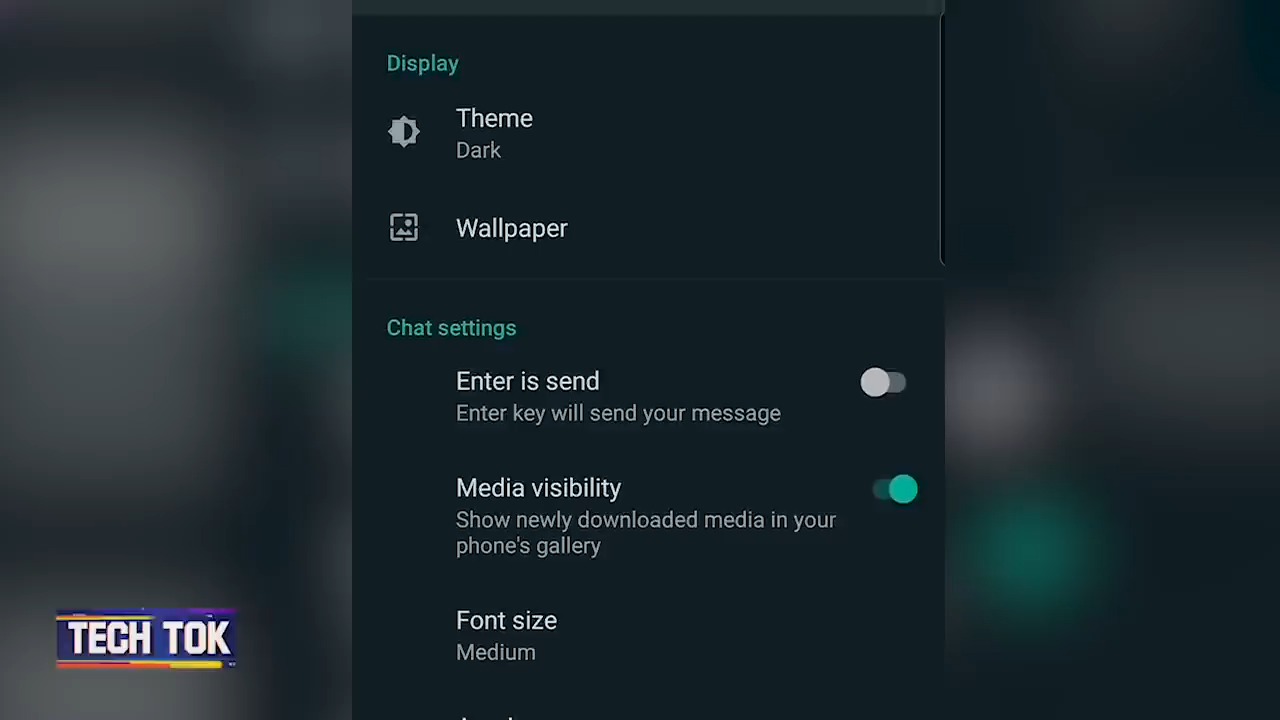 Display
Theme
Dark
Wallpaper
Chat settings
Enter is send
Enter key will send your message
Media visibility
Show newly downloaded media in your
phone's gallery
Font size
Medium
TECH TOK